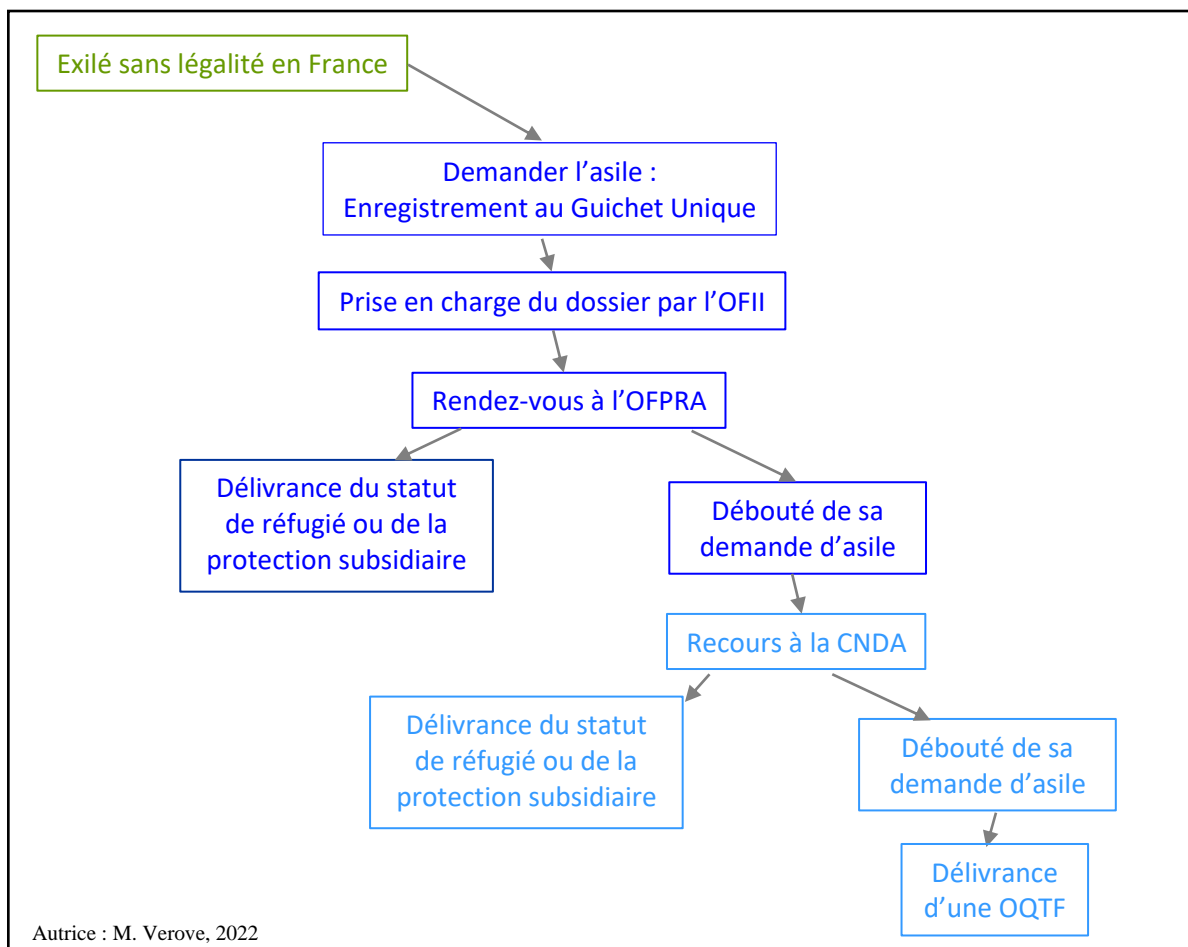 Exilé sans légalité en France
Demander l’asile :
Enregistrement au Guichet Unique
Prise en charge du dossier par l’OFII
Rendez-vous à l’OFPRA
Délivrance du statut
de réfugié ou de la
protection subsidiaire
Débouté de sa
demande d’asile
Recours à la CNDA
Délivrance du statut
de réfugié ou de la
protection subsidiaire
Débouté de sa
demande d’asile
Délivrance
d’une OQTF
Autrice : M. Verove, 2022